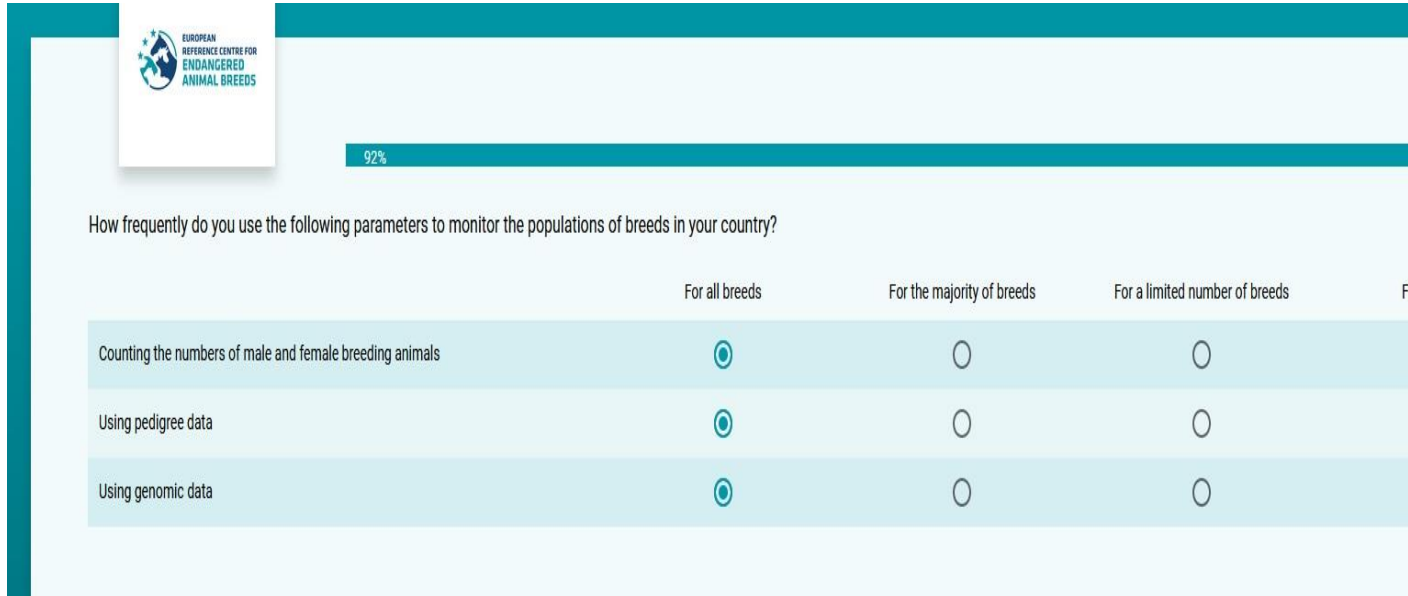 EUROPEAN
REFERENCE CENTRE FOR
ENDANGERED
ANIMAL BREEDS
92%
How frequently do you use the following parameters to monitor the populations of breeds in your country?
For all breeds For the majority of breeds For a limited number of breeds F
Counting the numbers of male and female breeding animals
Using pedigree data
Using genomic data